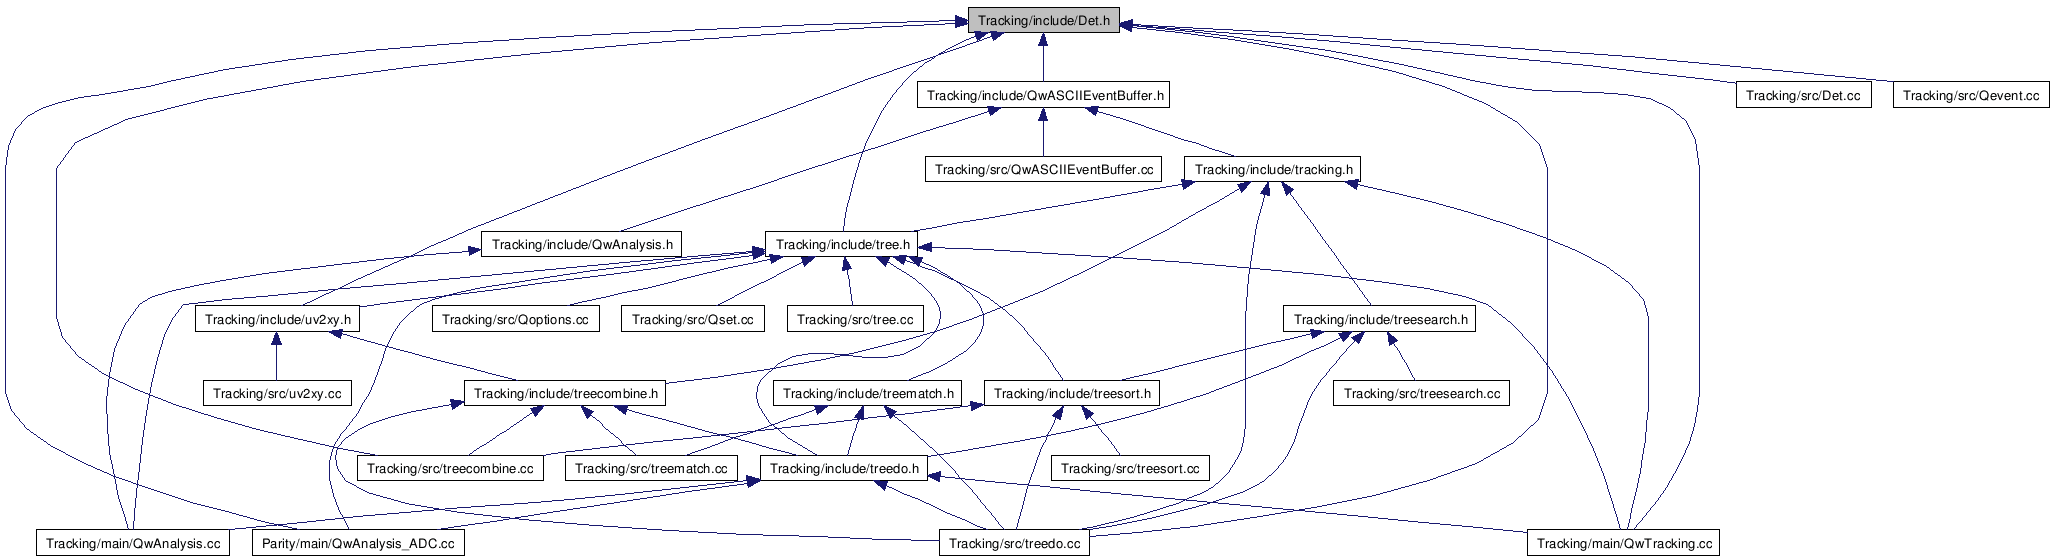 Tracking/include/Det.h
Tracking/include/QwASCIIEventBuffer.h
Tracking/src/Det.cc
Tracking/src/Qevent.cc
Tracking/src/QwASCIIEventBuffer.cc
Tracking/include/tracking.h
Tracking/include/QwAnalysis.h
Tracking/include/tree.h
Tracking/include/uv2xy.h
Tracking/src/Qoptions.cc
Tracking/src/Qset.cc
Tracking/src/tree.cc
Tracking/include/treesearch.h
Tracking/src/uv2xy.cc
Tracking/include/treecombine.h
Tracking/include/treematch.h
Tracking/include/treesort.h
Tracking/src/treesearch.cc
Tracking/src/treecombine.cc
Tracking/src/treematch.cc
Tracking/include/treedo.h
Tracking/src/treesort.cc
Tracking/main/QwAnalysis.cc
Parity/main/QwAnalysis_ADC.cc
Tracking/src/treedo.cc
Tracking/main/QwTracking.cc